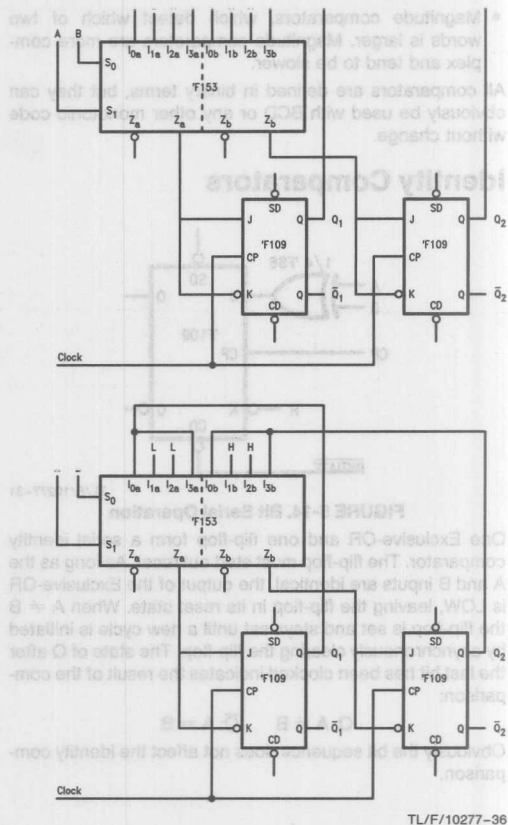 • Magnitude comparators, which detect which of two
words is larger. Magnitude comparators are more com-
plex and tend to be slower.
All comparators are defined in binary terms, but they can
obviously be used with BCD or any other monotonic code
without change.
Identity Comparators
A B
I0a I1a I2a I3a I0b I1b I2b I3b
S0
'F153
S1
Za Za Zb Zb
SD SD
J Q Q1 J Q Q2
'F109 'F109
CP CP
K Q Q̄1 K Q Q̄2
CD CD
Clock
1/4 'F86
L L H H
I0a I1a I2a I3a I0b I1b I2b I3b
S0
'F153
S1
Za Za Zb Zb
FIGURE 5-14. Bit Serial Operation
One Exclusive-OR and one flip-flop form a serial identity
comparator. The flip-flop must start out reset. As long as the
A and B inputs are identical, the output of the Exclusive-OR
is LOW, leaving the flip-flop in its reset state. When A ≠ B
the flip-flop is set and stays set until a new cycle is initiated
by asynchronously clearing the flip-flop. The state of Q after
the last bit has been clocked indicates the result of the com-
parison:
Obviously the bit sequence does not affect the identity com-
parison.
SD SD
J Q Q1 J Q Q2
'F109 'F109
CP CP
K Q Q̄1 K Q Q̄2
CD CD
Clock
TL/F/10277-36